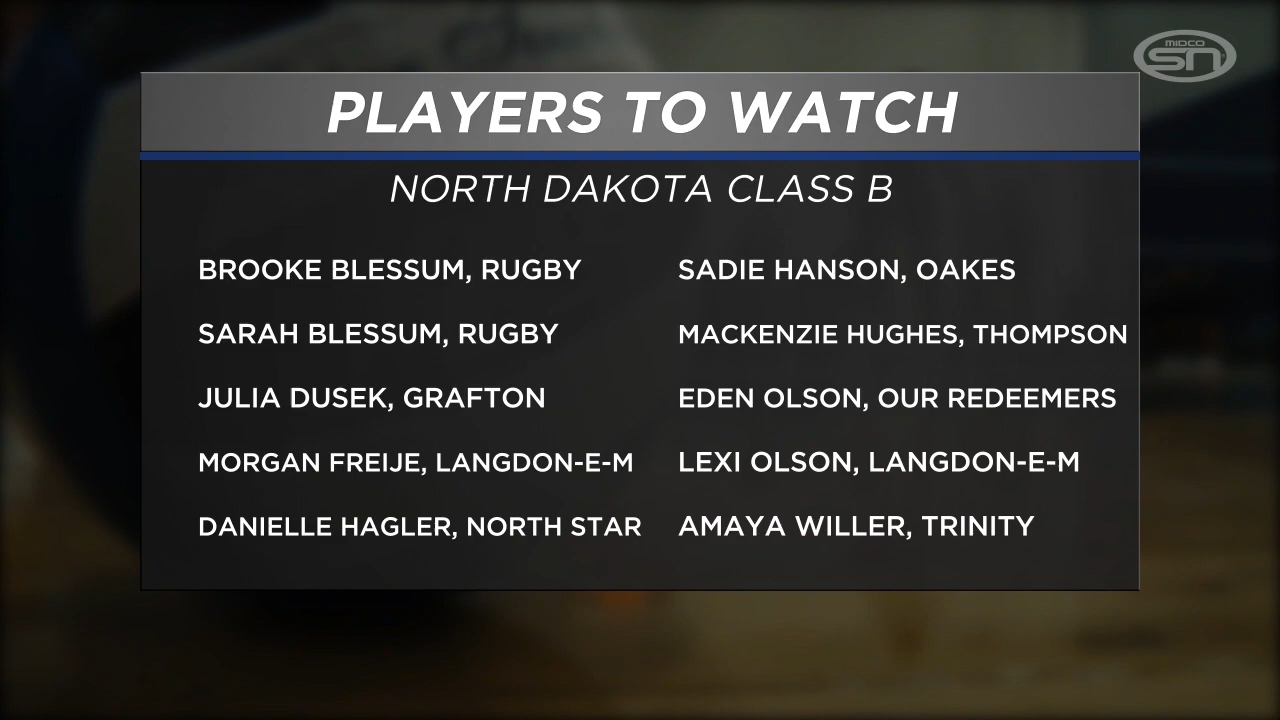 MIDCO
SN
PLAYERS TO WATCH
NORTH DAKOTA CLASS B
BROOKE BLESSUM, RUGBY
SARAH BLESSUM, RUGBY
JULIA DUSEK, GRAFTON
MORGAN FREIJE, LANGDON-E-M
DANIELLE HAGLER, NORTH STAR
SADIE HANSON, OAKES
MACKENZIE HUGHES, THOMPSON
EDEN OLSON, OUR REDEEMERS
LEXI OLSON, LANGDON-E-M
AMAYA WILLER, TRINITY